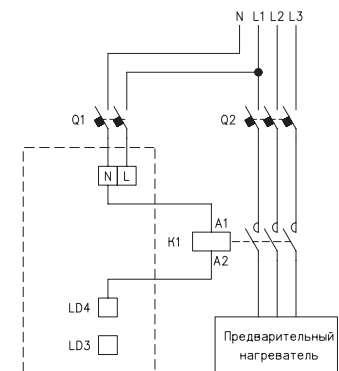 N L1 L2 L3
Q1
Q2
N L
A1
K1
A2
LD4
LD3
Предварительный
нагреватель